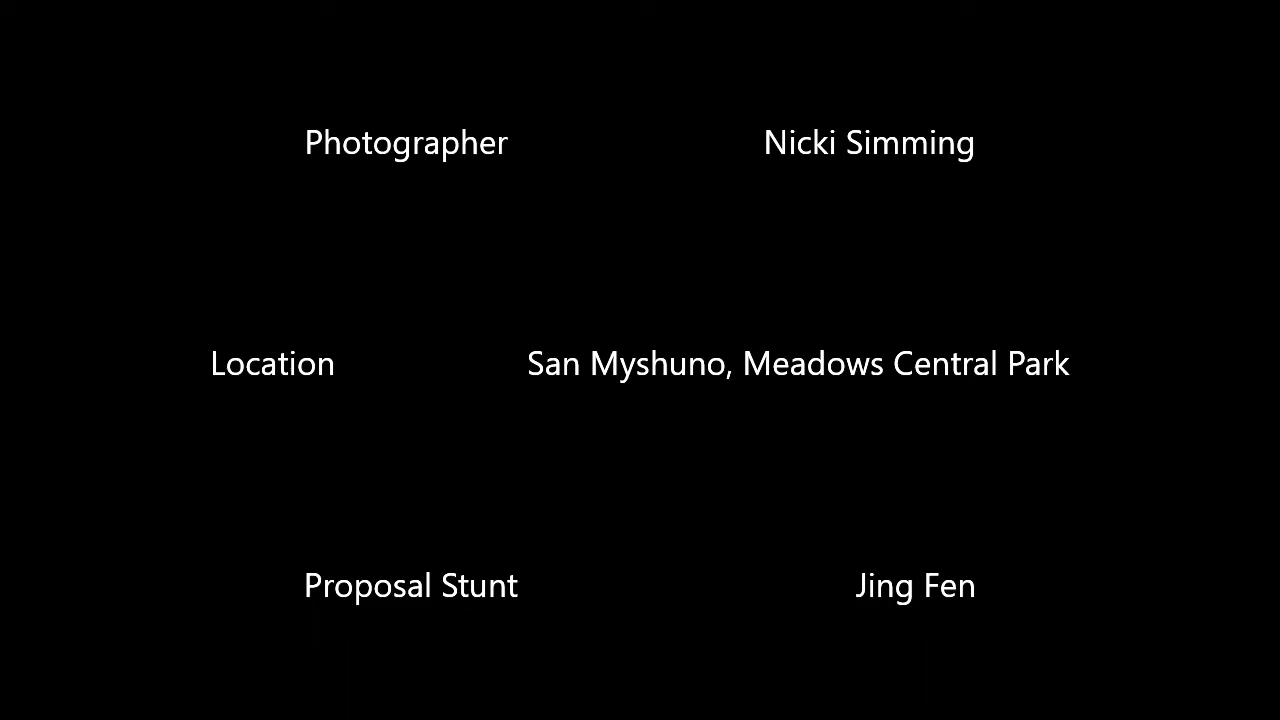 Photographer Nicki Simming
Location San Myshuno, Meadows Central Park
Proposal Stunt Jing Fen